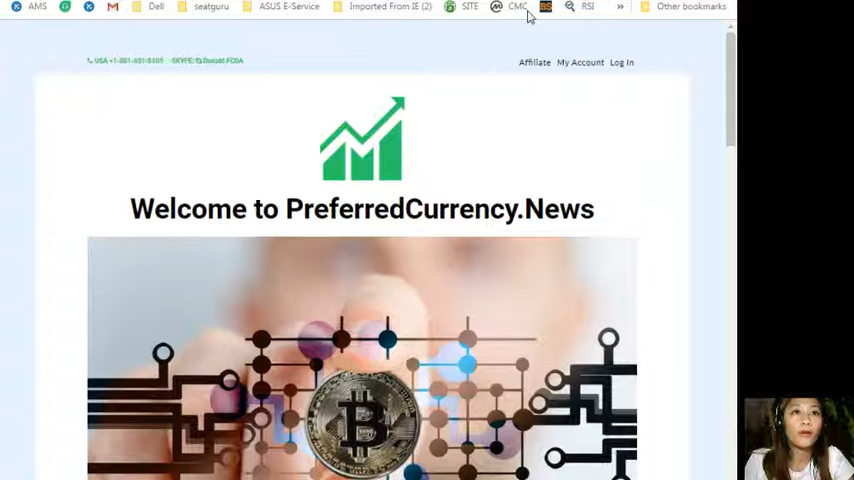 AMS Dell seatguru ASUS E-Service Imported From IE (2) SITE CMC BS RSI » Other bookmarks
Affiliate My Account Log In
Welcome to PreferredCurrency.News